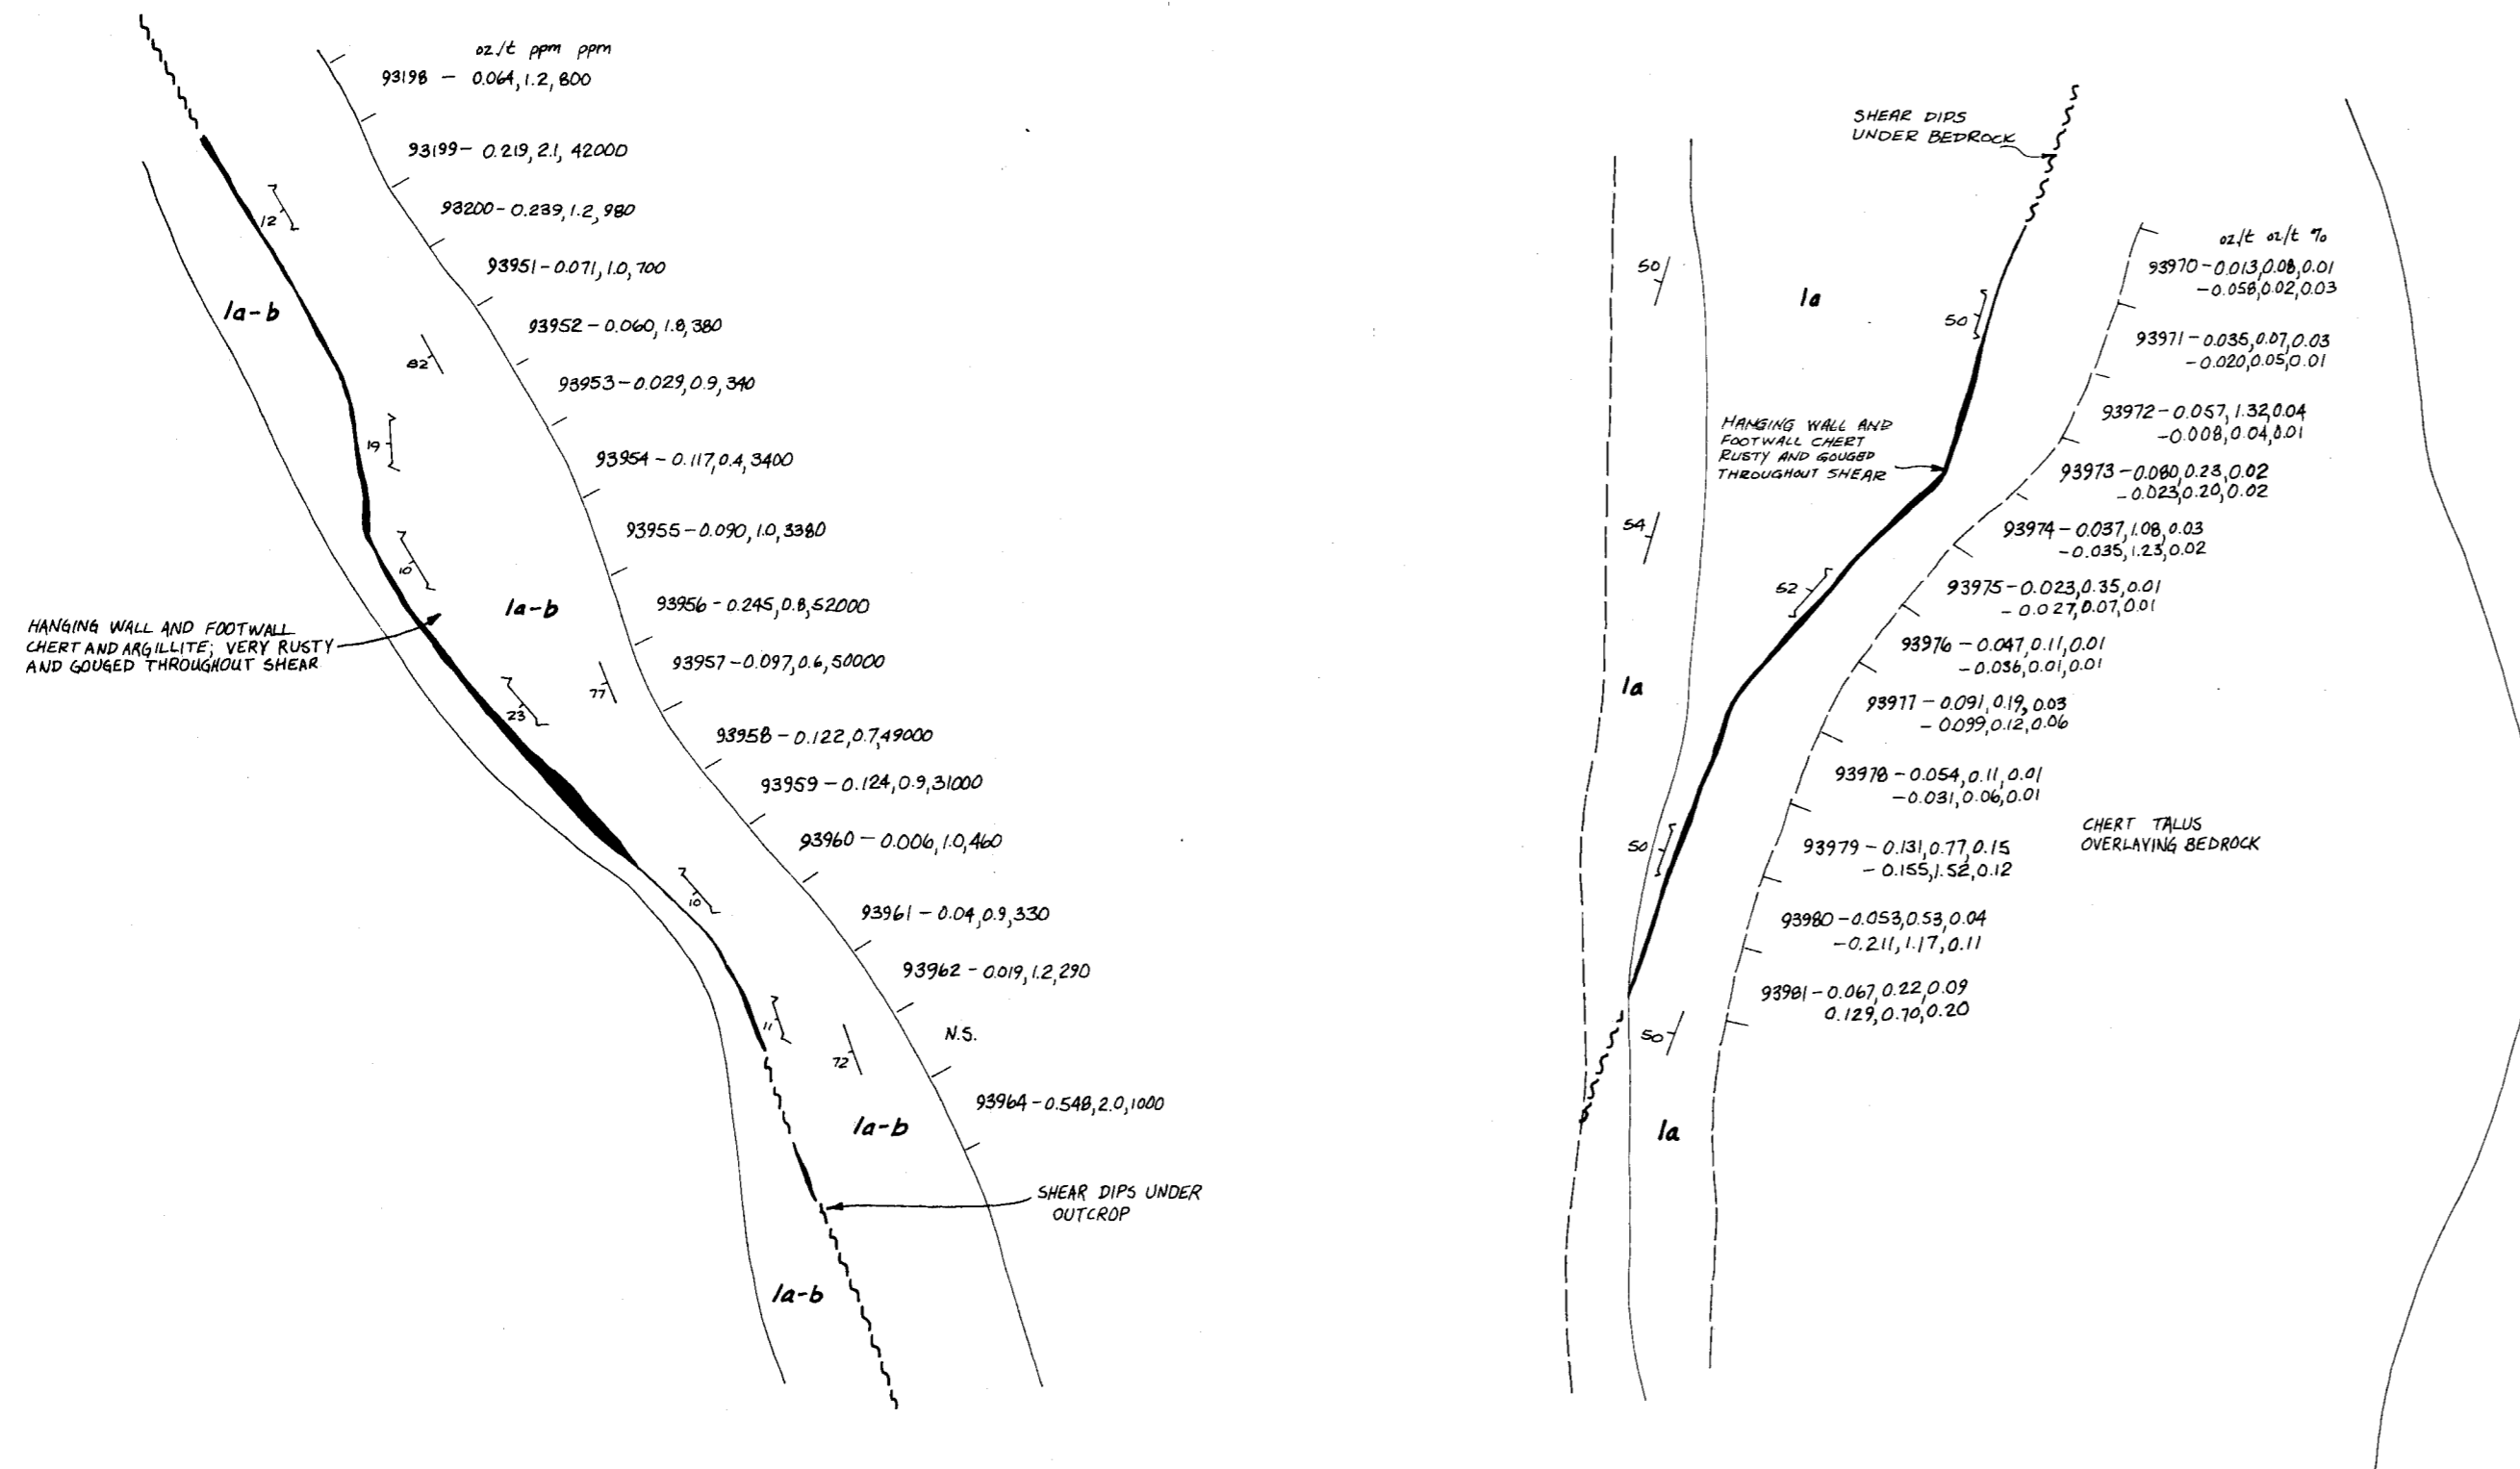 oz/t ppm ppm
93198 - 0.064, 1.2, 800
93199 - 0.219, 2.1, 42000
93200 - 0.239, 1.2, 980
93951 - 0.071, 1.0, 700
93952 - 0.060, 1.8, 380
93953 - 0.029, 0.9, 340
93954 - 0.117, 0.4, 3400
93955 - 0.090, 1.0, 3380
93956 - 0.245, 0.8, 52000
93957 - 0.097, 0.6, 50000
93958 - 0.122, 0.7, 49000
93959 - 0.124, 0.9, 31000
93960 - 0.006, 1.0, 460
93961 - 0.04, 0.9, 330
93962 - 0.019, 1.2, 290
N.S.
93964 - 0.548, 2.0, 1000
12
1a-b
82
19
10
1a-b
HANGING WALL AND FOOTWALL
CHERT AND ARGILLITE; VERY RUSTY
AND GOUGED THROUGHOUT SHEAR
77
23
10
11
72
1a-b
SHEAR DIPS UNDER
OUTCROP
1a-b
SHEAR DIPS
UNDER BEDROCK
50
1a
50
HANGING WALL AND
FOOTWALL CHERT
RUSTY AND GOUGED
THROUGHOUT SHEAR
54
52
1a
50
50
1a
oz/t oz/t %
93970 - 0.013, 0.08, 0.01
- 0.058, 0.02, 0.03
93971 - 0.035, 0.07, 0.03
- 0.020, 0.05, 0.01
93972 - 0.057, 1.32, 0.04
- 0.008, 0.04, 0.01
93973 - 0.080, 0.23, 0.02
- 0.023, 0.20, 0.02
93974 - 0.037, 1.08, 0.03
- 0.035, 1.23, 0.02
93975 - 0.023, 0.35, 0.01
- 0.027, 0.07, 0.01
93976 - 0.047, 0.11, 0.01
- 0.036, 0.01, 0.01
93977 - 0.091, 0.19, 0.03
- 0.099, 0.12, 0.06
93978 - 0.054, 0.11, 0.01
- 0.031, 0.06, 0.01
93979 - 0.131, 0.77, 0.15
- 0.155, 1.52, 0.12
93980 - 0.053, 0.53, 0.04
- 0.211, 1.17, 0.11
93981 - 0.067, 0.22, 0.09
0.129, 0.70, 0.20
CHERT TALUS
OVERLAYING BEDROCK